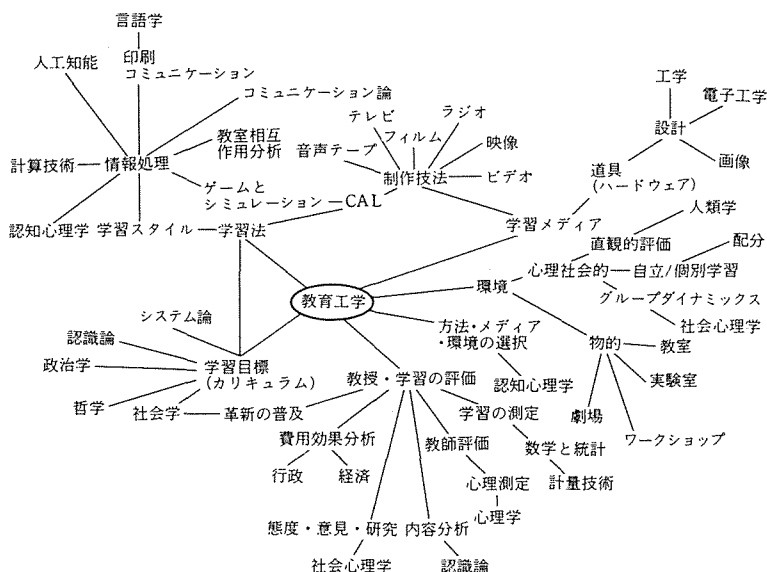 言語学
人工知能
印刷
コミュニケーション
コミュニケーション論
計算技術
情報処理
教室相互
作用分析
ゲームと
シミュレーション
CAL
認知心理学
学習スタイル
学習法
テレビ
ラジオ
フィルム
音声テープ
映像
制作技法
ビデオ
工学
電子工学
設計
画像
道具
(ハードウェア)
学習メディア
人類学
直観的評価
配分
心理社会的
自立/個別学習
環境
グループダイナミックス
社会心理学
教育工学
物的
教室
実験室
劇場
ワークショップ
方法・メディア
・環境の選択
認知心理学
システム論
認識論
政治学
学習目標
(カリキュラム)
哲学
社会学
革新の普及
教授・学習の評価
費用効果分析
行政
経済
教師評価
学習の測定
数学と統計
計量技術
心理測定
心理学
態度・意見・研究
内容分析
社会心理学
認識論